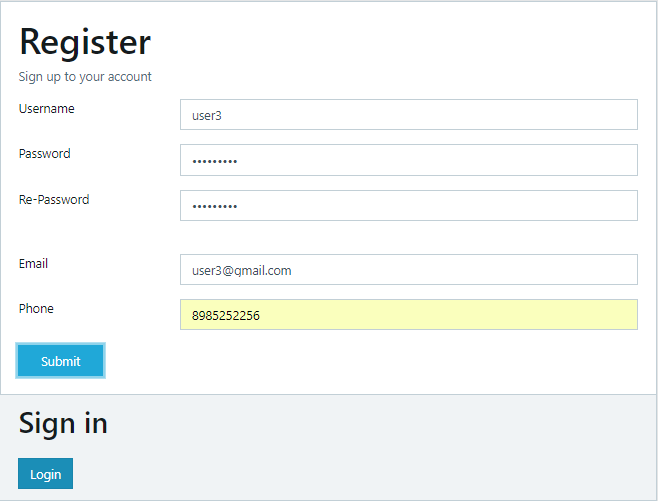 Register
Sign up to your account
Username
user3
Password
•••••••••
Re-Password
•••••••••
Email
user3@gmail.com
Phone
8985252256
Submit
Sign in
Login